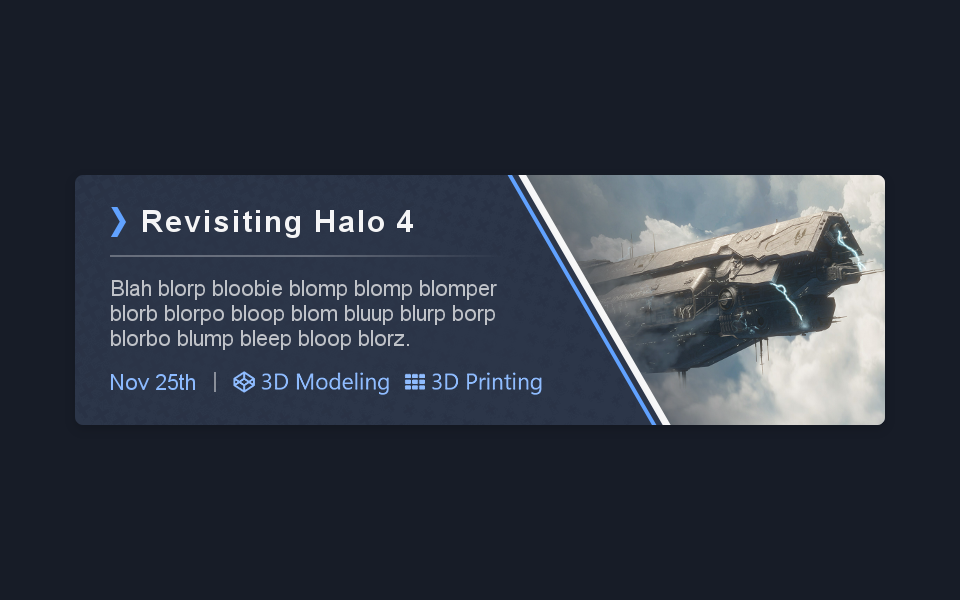 Revisiting Halo 4
Blah blorp bloobie blomp blomp blomper
blorb blorpo bloop blom bluup blurp borp
blorbo blump bleep bloop blorz.
Nov 25th | 3D Modeling 3D Printing